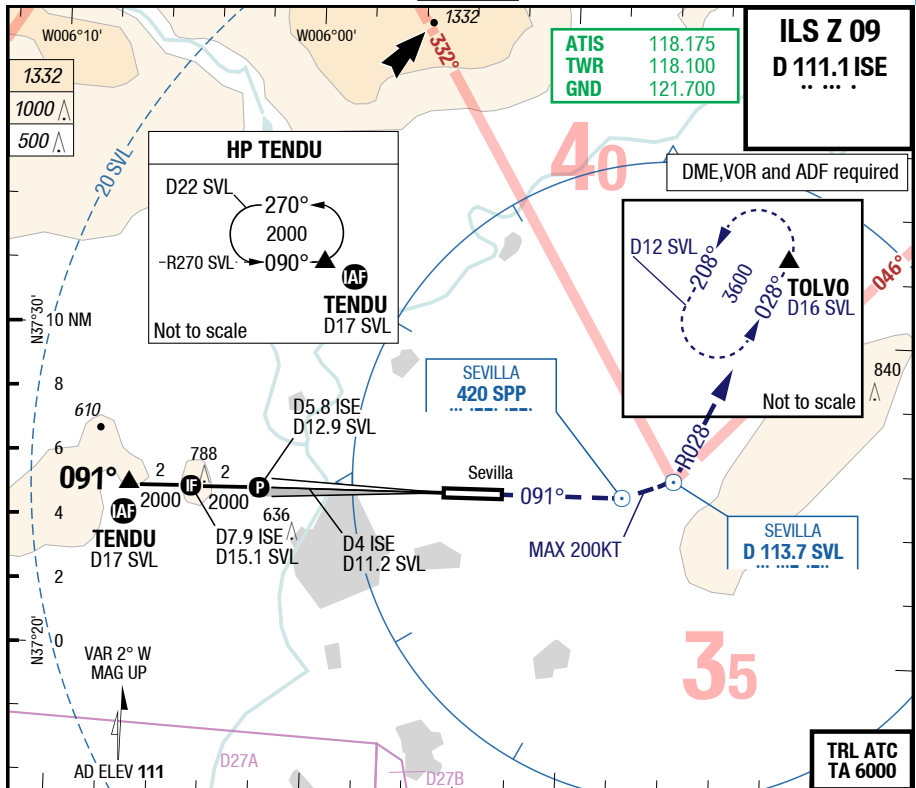 1332
W006°10'
W006°00'
332°
ATIS 118.175
TWR 118.100
GND 121.700
ILS Z 09
D 111.1 ISE
1332
1000
500
20 SVL
40
DME,VOR and ADF required
HP TENDU
D22 SVL
270°
2000
R270 SVL
090°
IAF
TENDU
D17 SVL
Not to scale
D12 SVL
208°
3600
028°
TOLVO
D16 SVL
Not to scale
046°
N37°30'
10 NM
8
6
4
2
0
N37°20'
SEVILLA
420 SPP
840
610
D5.8 ISE
D12.9 SVL
R028
788
091°
2
2
IF
P
2000
2000
Sevilla
091°
IAF
TENDU
D17 SVL
636
D7.9 ISE
D15.1 SVL
D4 ISE
D11.2 SVL
MAX 200KT
SEVILLA
D 113.7 SVL
35
VAR 2° W
MAG UP
AD ELEV 111
D27A
D27B
TRL ATC
TA 6000